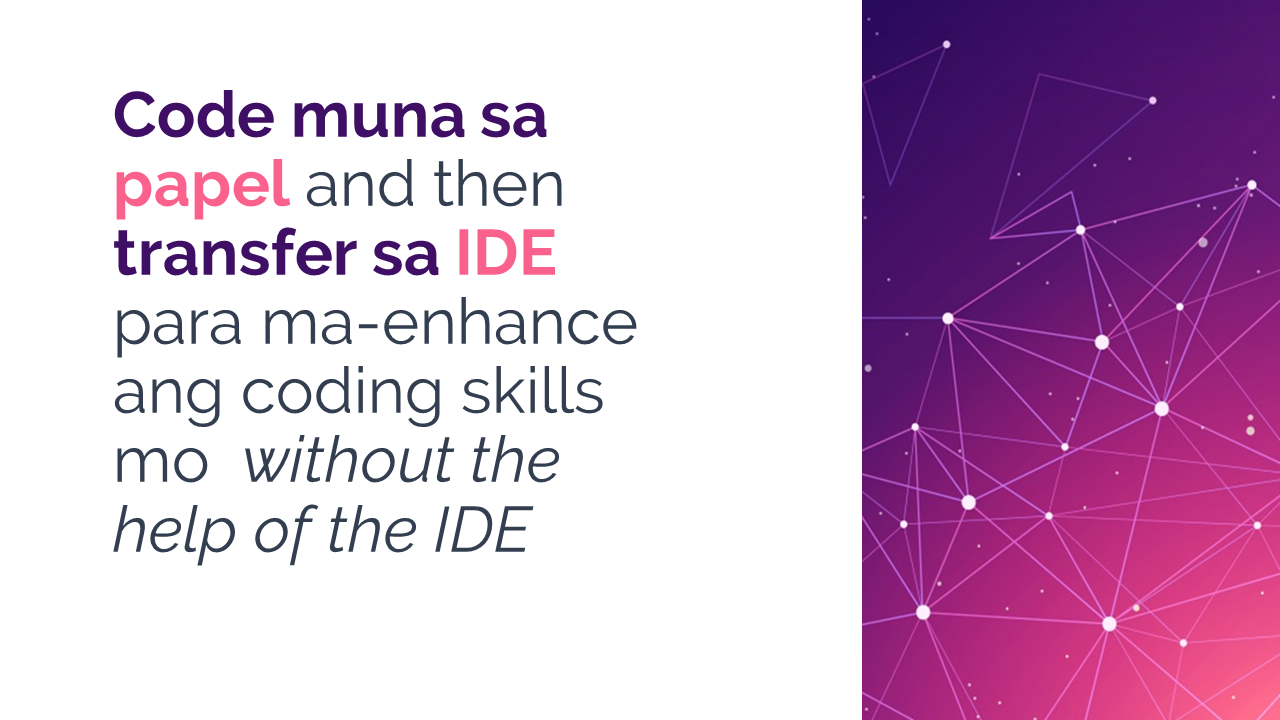 Code muna sa
papel and then
transfer sa IDE
para ma-enhance
ang coding skills
mo without the
help of the IDE